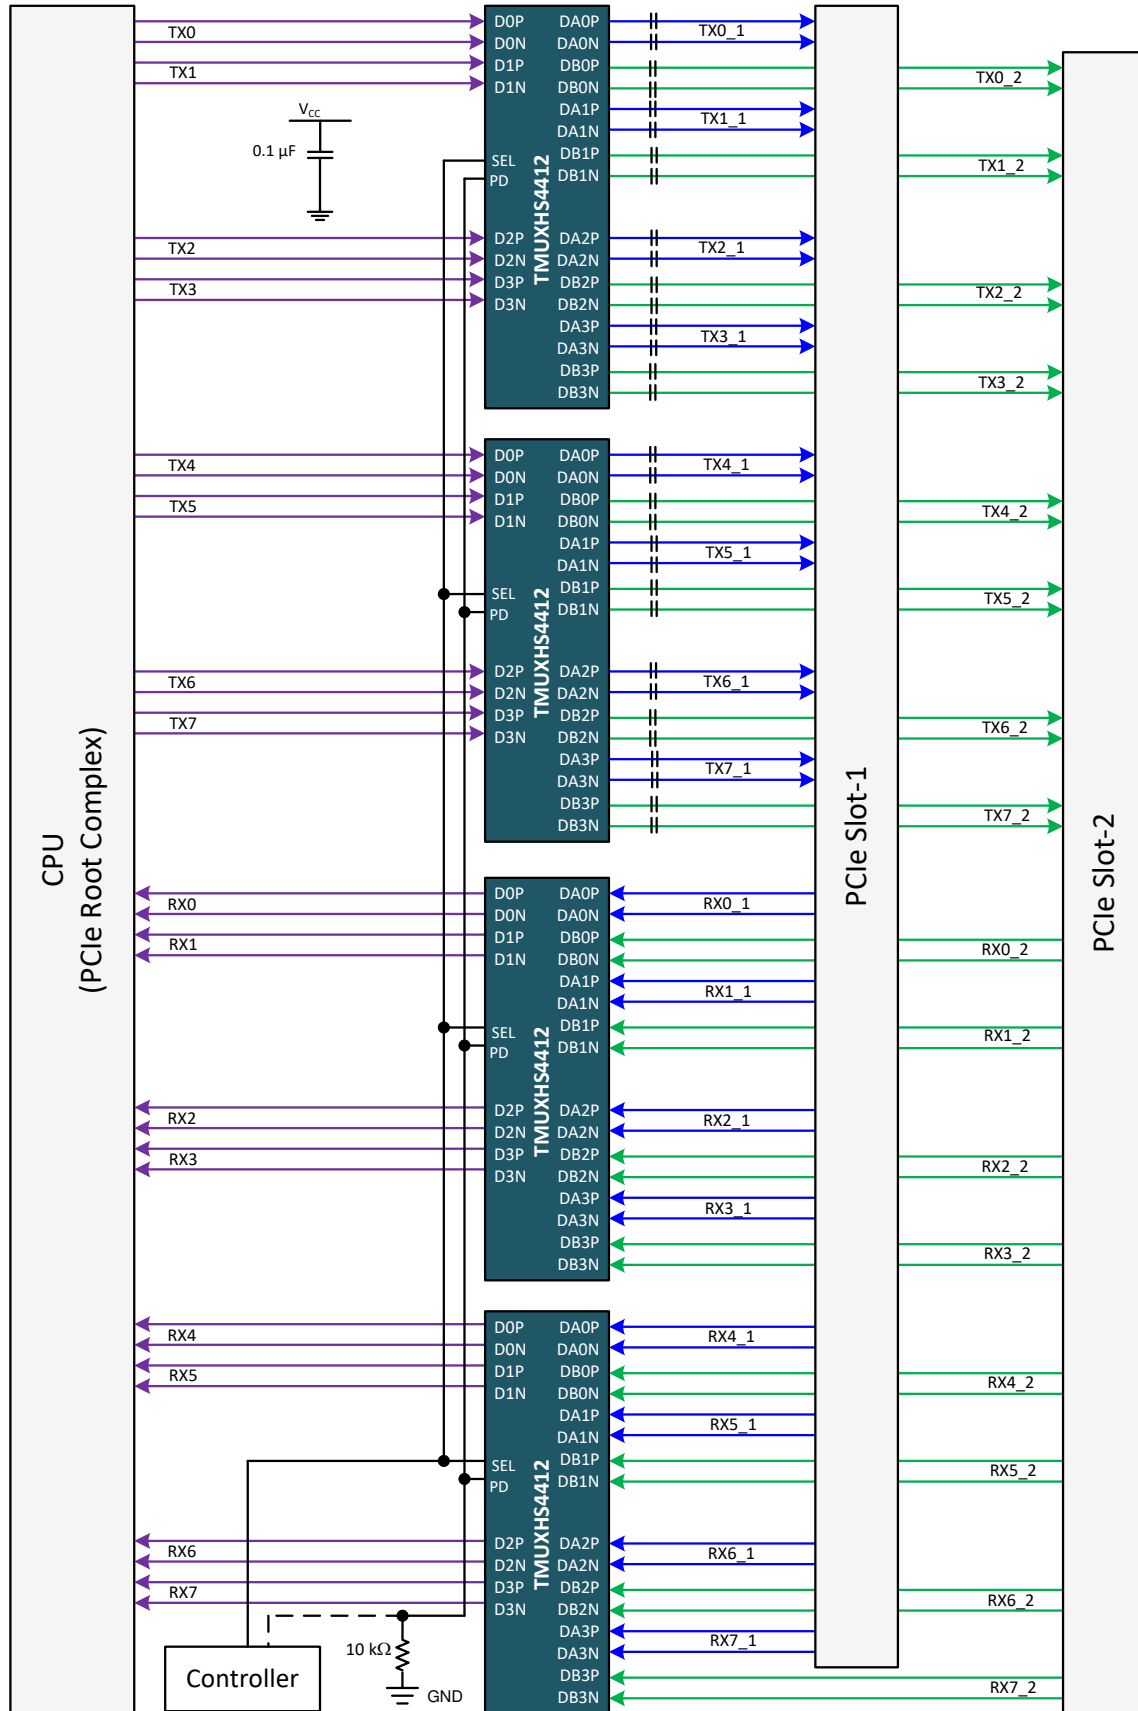 CPU
(PCIe Root Complex)
TX0
TX1
V_CC
0.1 µF
TX2
TX3
D0P DA0P
D0N DA0N
D1P DB0P
D1N DB0N
DA1P
DA1N
DB1P
SEL
DB1N
PD
TMUXHS4412
D2P DA2P
D2N DA2N
D3P DB2P
D3N DB2N
DA3P
DA3N
DB3P
DB3N
TX0_1
TX1_1
TX2_1
TX3_1
TX0_2
TX1_2
TX2_2
TX3_2
TX4
TX5
TX6
TX7
D0P DA0P
D0N DA0N
D1P DB0P
D1N DB0N
DA1P
DA1N
DB1P
SEL
DB1N
PD
TMUXHS4412
D2P DA2P
D2N DA2N
D3P DB2P
D3N DB2N
DA3P
DA3N
DB3P
DB3N
TX4_1
TX5_1
TX6_1
TX7_1
TX4_2
TX5_2
TX6_2
TX7_2
PCIe Slot-1
PCIe Slot-2
RX0
RX1
RX2
RX3
D0P DA0P
D0N DA0N
D1P DB0P
D1N DB0N
DA1P
DA1N
DB1P
SEL
DB1N
PD
TMUXHS4412
D2P DA2P
D2N DA2N
D3P DB2P
D3N DB2N
DA3P
DA3N
DB3P
DB3N
RX0_1
RX1_1
RX2_1
RX3_1
RX0_2
RX1_2
RX2_2
RX3_2
RX4
RX5
RX6
RX7
D0P DA0P
D0N DA0N
D1P DB0P
D1N DB0N
DA1P
DA1N
DB1P
SEL
DB1N
PD
TMUXHS4412
D2P DA2P
D2N DA2N
D3P DB2P
D3N DB2N
DA3P
DA3N
DB3P
DB3N
RX4_1
RX5_1
RX6_1
RX7_1
RX4_2
RX5_2
RX6_2
RX7_2
10 kΩ
Controller
GND